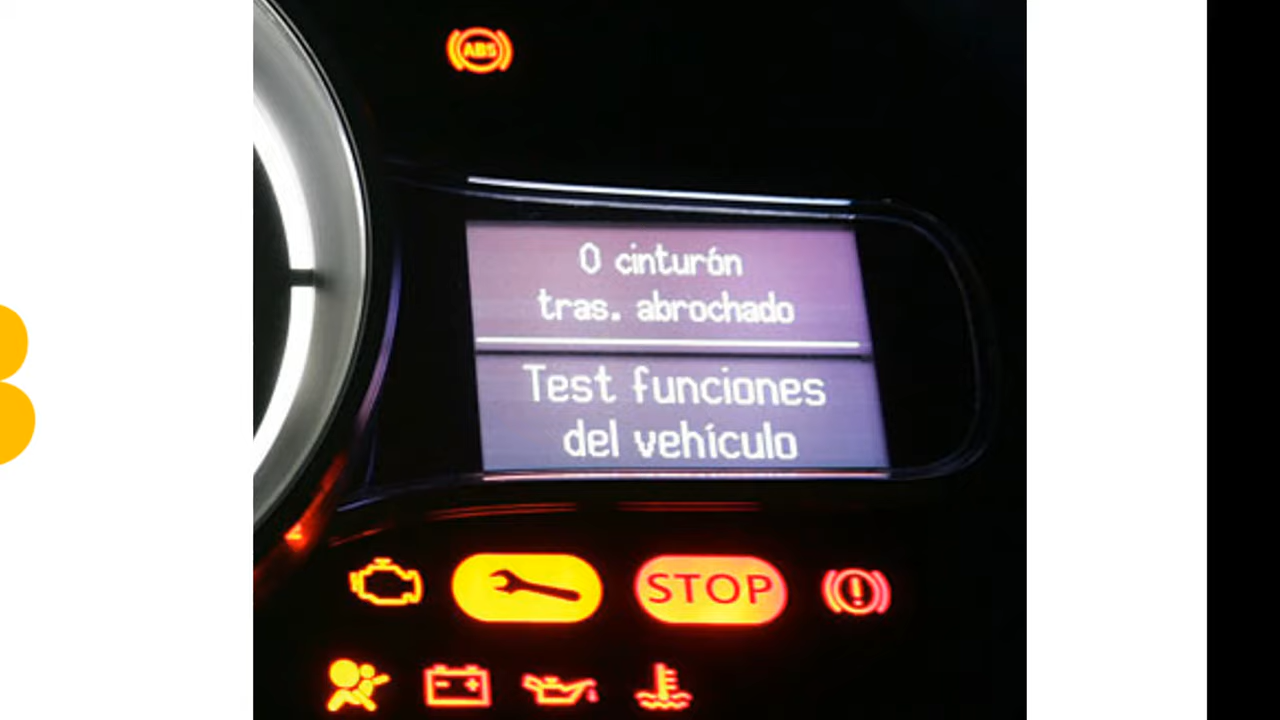 ABS
0 cinturón
tras. abrochado
Test funciones
del vehículo
STOP